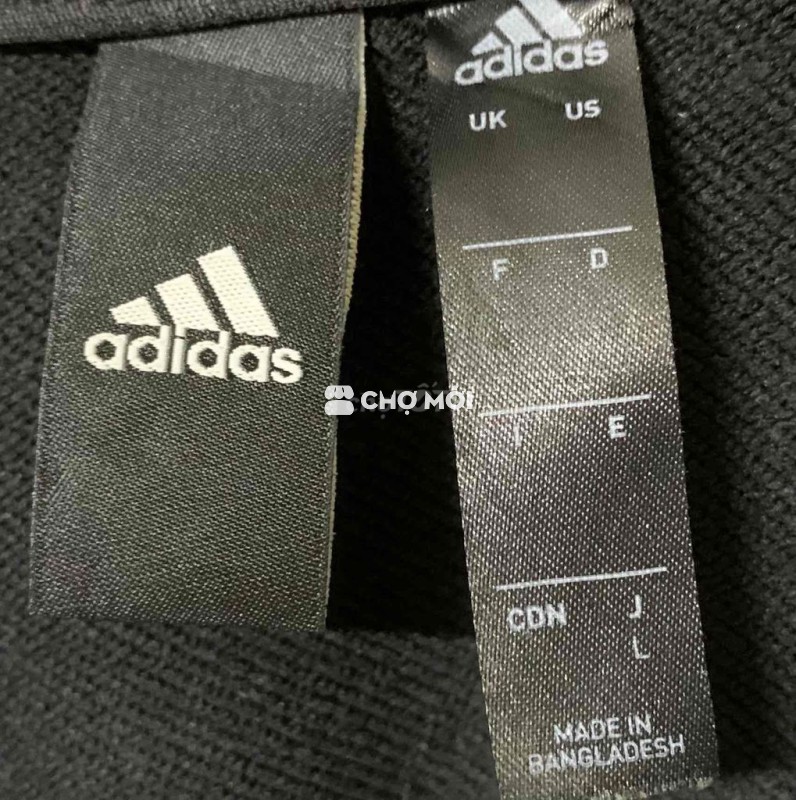 adidas
adidas
UK US
F D
I E
CDN J
L
MADE IN
BANGLADESH
CHỢ MỚI